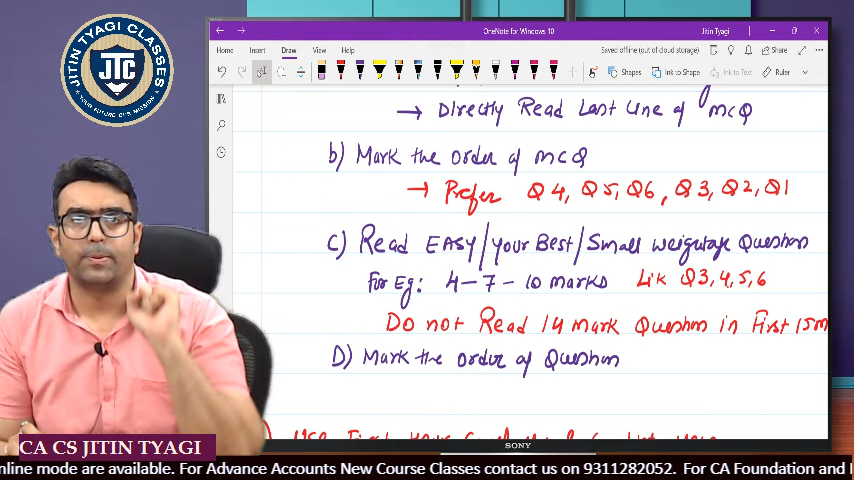 JITIN TYAGI CLASSES
JTC
YOUR FUTURE OUR MISSION
OneNote for Windows 10
Jitin Tyagi
Home Insert Draw View Help
Saved offline (out of cloud storage)
Share
Shapes
Ink to Shape
Ink to Text
Ruler
→ Directly Read Last Line of MCQ
b) Mark the order of MCQ
→ Prefer Q4, Q5, Q6, Q3, Q2, Q1
c) Read EASY/Your Best/Small weigutage Question
For Eg: 4-7-10 marks Lik Q3,4,5,6
Do not Read 14 mark Question in First 15m
D) Mark the order of Question
SONY
CA CS JITIN TYAGI
nline mode are available. For Advance Accounts New Course Classes contact us on 9311282052. For CA Foundation and I